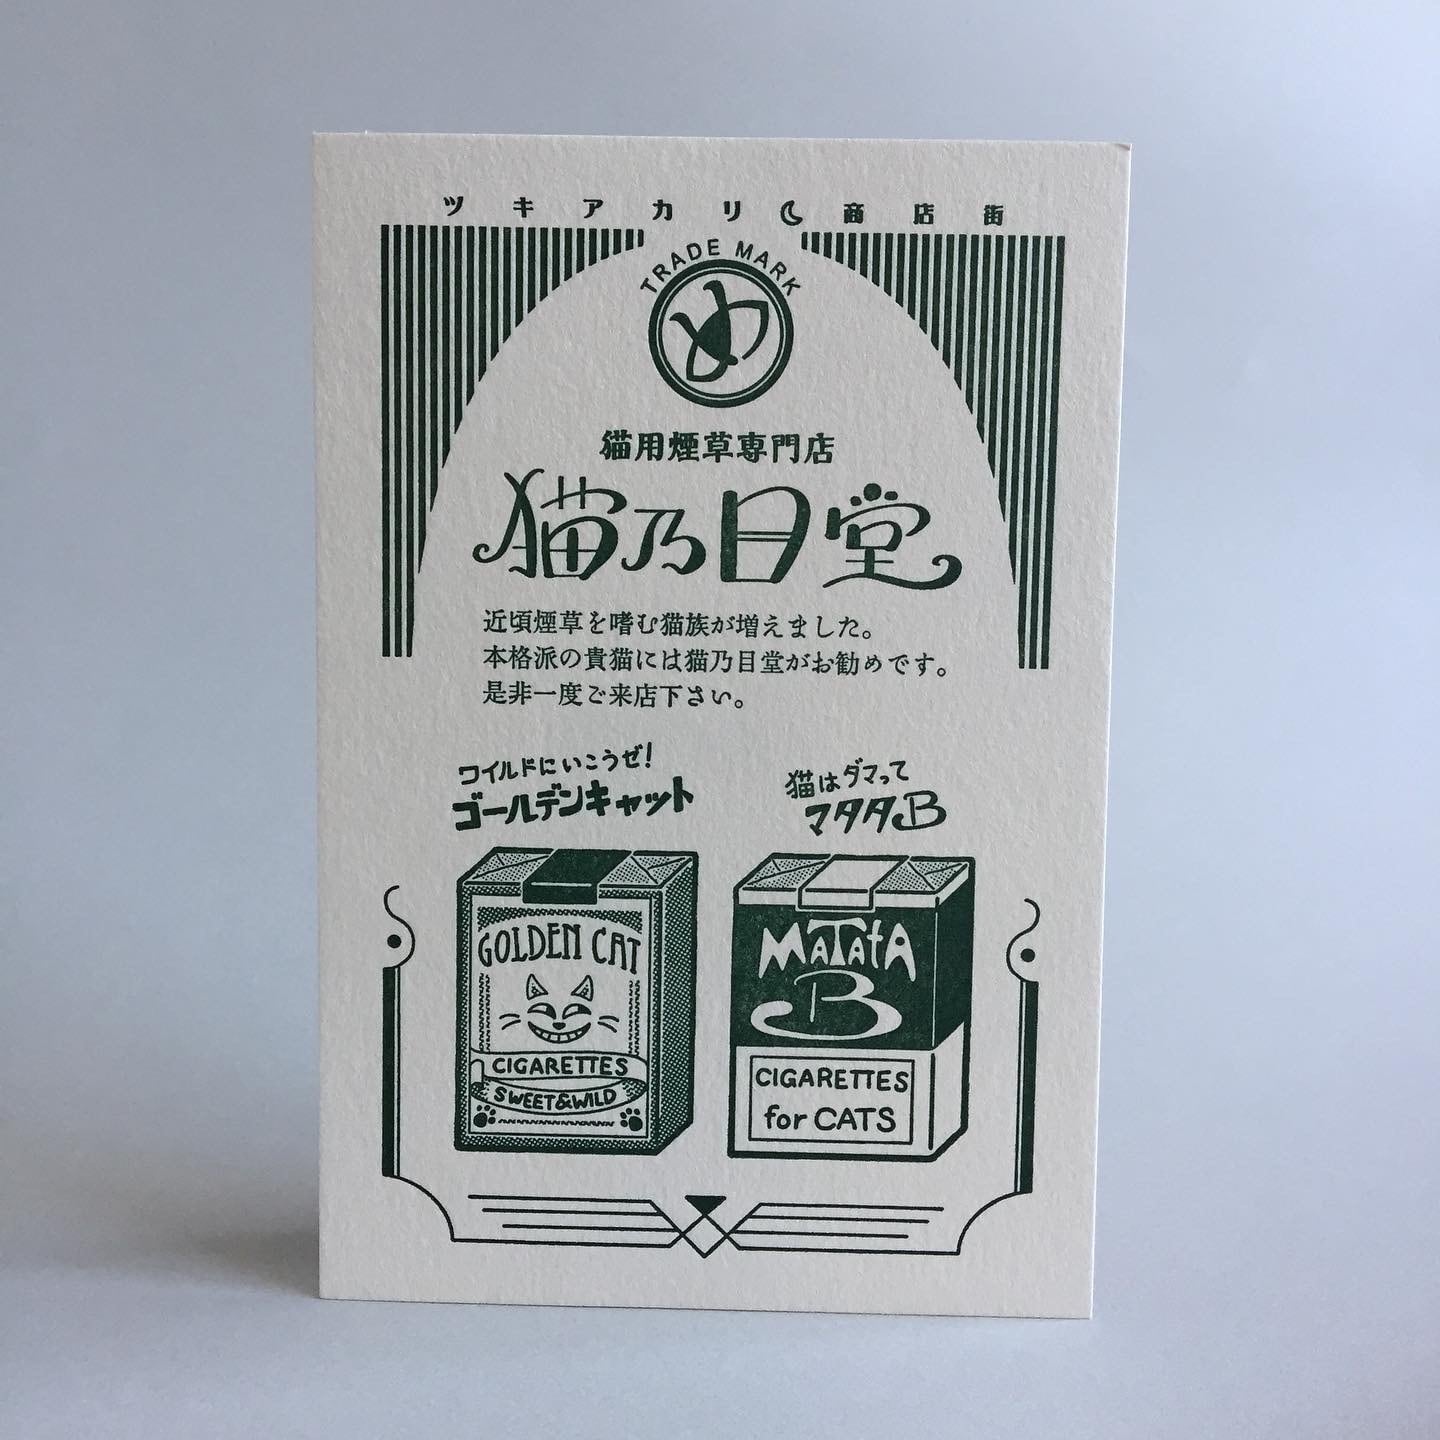 ツキアカリ商店街
TRADE MARK
め
猫用煙草専門店
猫乃目堂
近頃煙草を嗜む猫族が増えました。
本格派の貴猫には猫乃目堂がお勧めです。
是非一度ご来店下さい。
ワイルドにいこうぜ!
ゴールデンキャット
猫はダマって
マタタB
GOLDEN CAT
CIGARETTES
SWEET&WILD
MATATA
B
CIGARETTES
for CATS